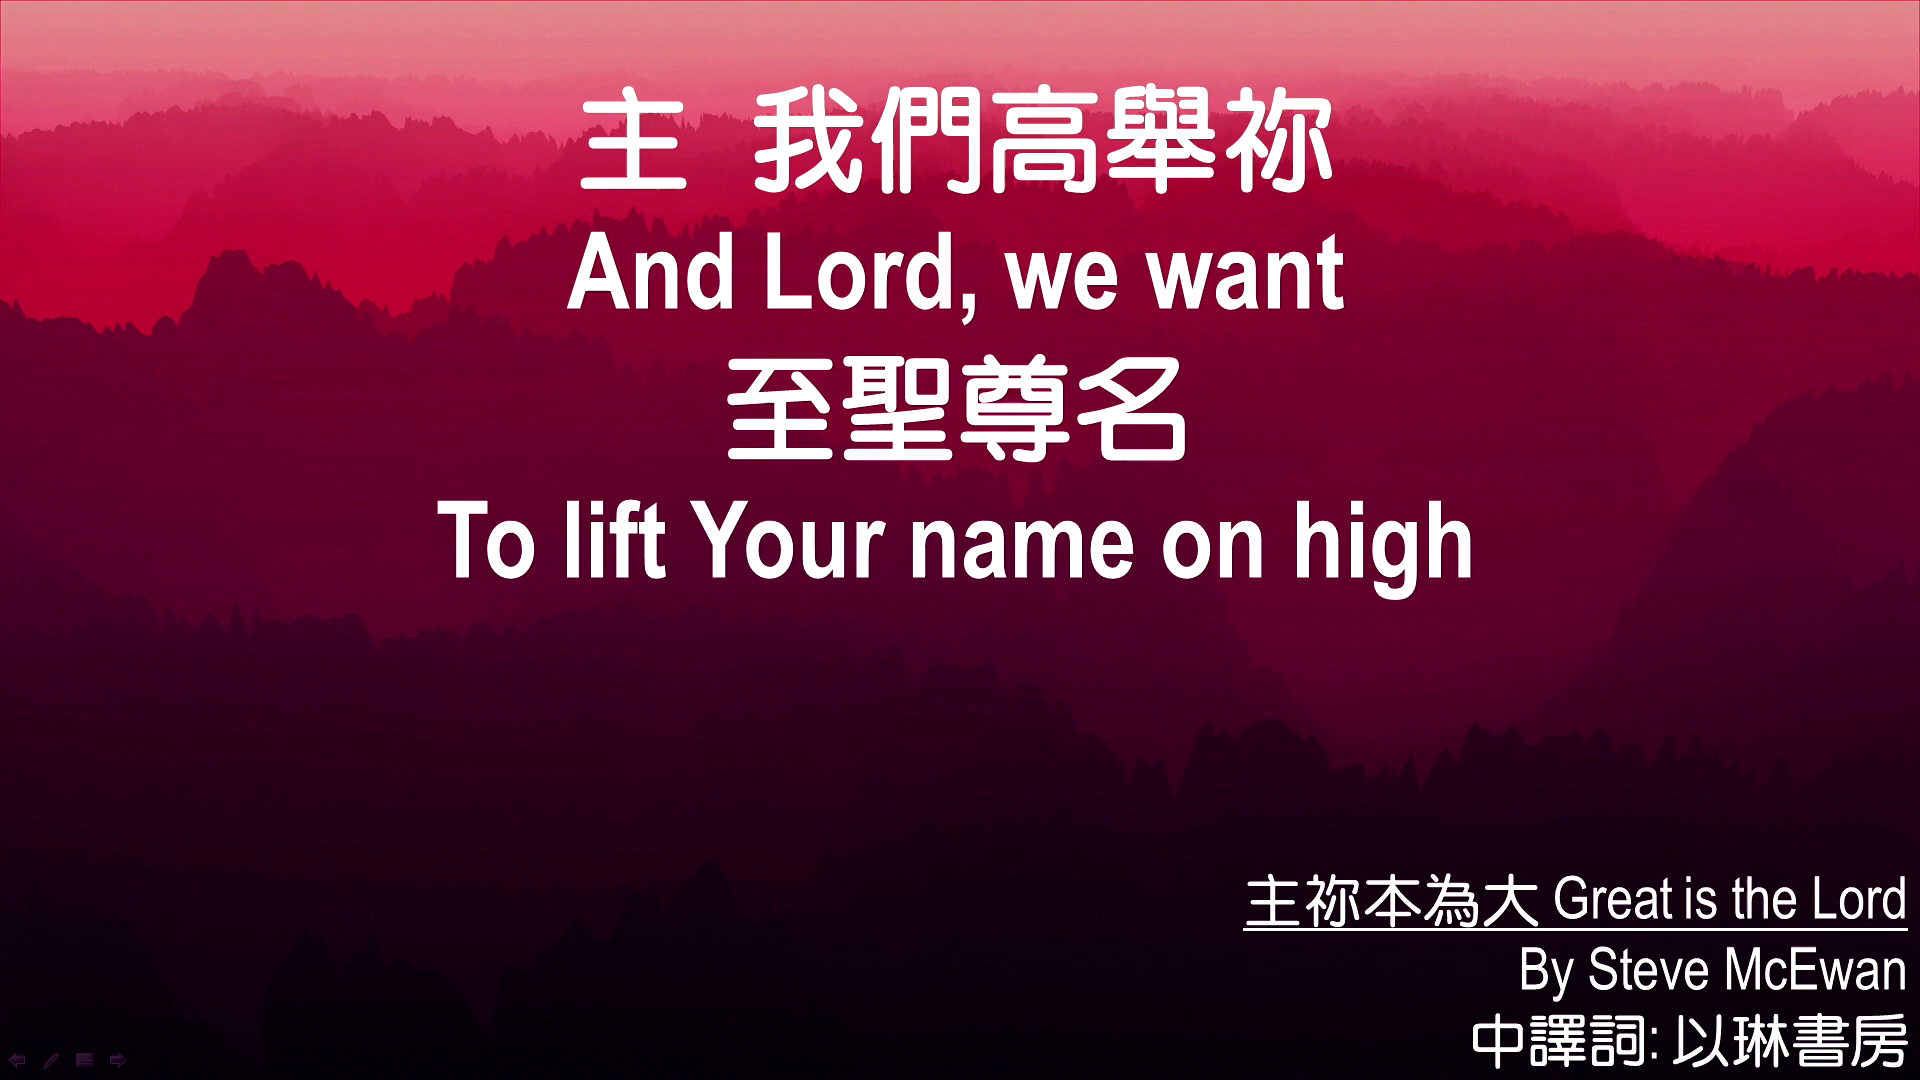 主 我們高舉祢
And Lord, we want
至聖尊名
To lift Your name on high
主祢本為大 Great is the Lord
By Steve McEwan
中譯詞: 以琳書房